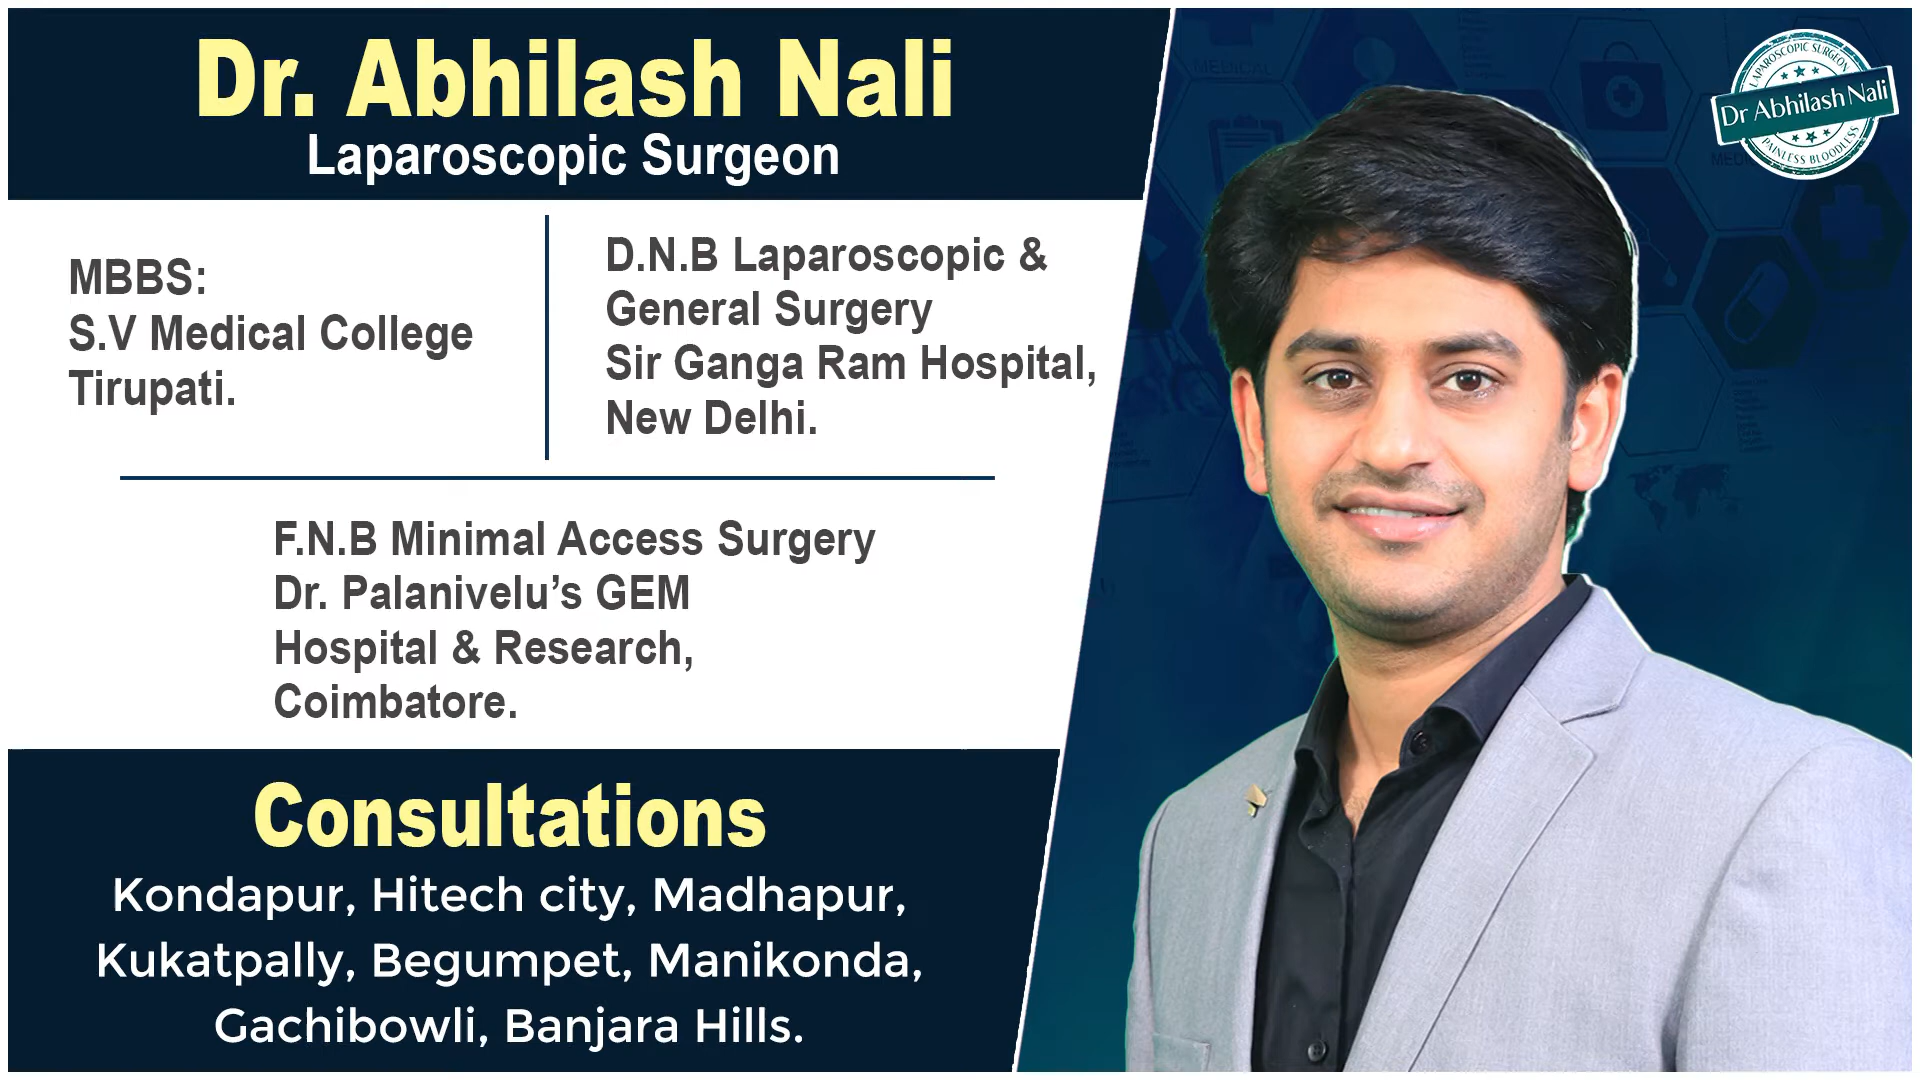 Dr. Abhilash Nali
Laparoscopic Surgeon
MBBS:
S.V Medical College
Tirupati.
D.N.B Laparoscopic &
General Surgery
Sir Ganga Ram Hospital,
New Delhi.
F.N.B Minimal Access Surgery
Dr. Palanivelu’s GEM
Hospital & Research,
Coimbatore.
Consultations
Kondapur, Hitech city, Madhapur,
Kukatpally, Begumpet, Manikonda,
Gachibowli, Banjara Hills.
LAPAROSCOPIC SURGEON
Dr Abhilash Nali
PAINLESS BLOODLESS
MEDICAL